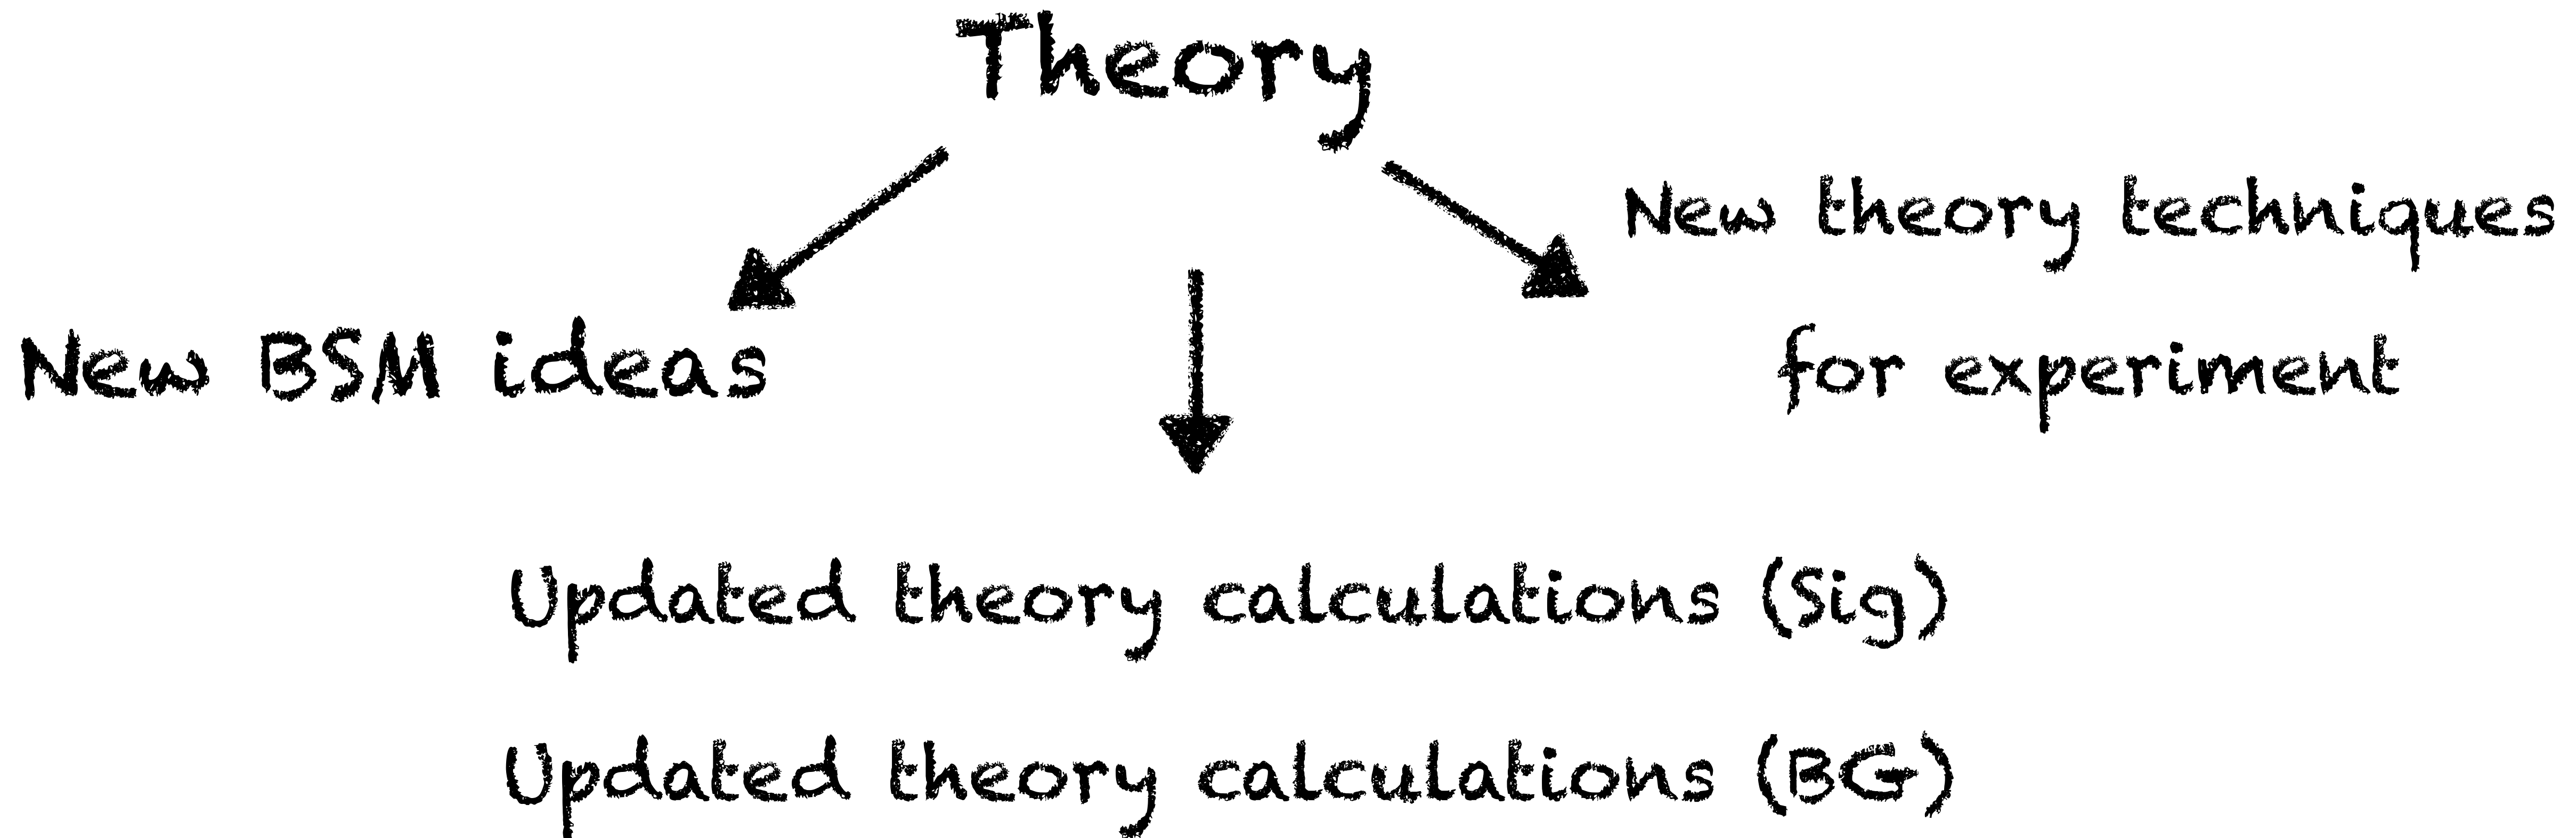 Theory
New theory techniques
for experiment
New BSM ideas
Updated theory calculations (Sig)
Updated theory calculations (BG)